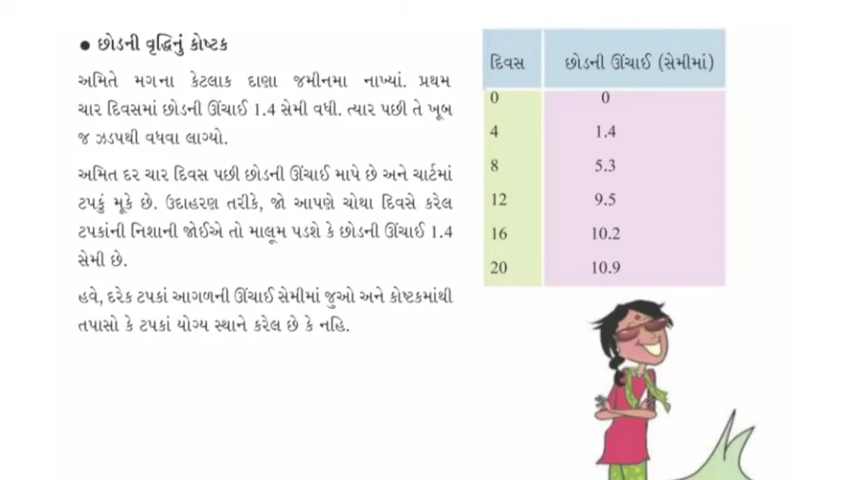 ● છોડની વૃદ્ધિનું કોષ્ટક
અમિતે મગના કેટલાક દાણા જમીનમા નાખ્યાં. પ્રથમ
ચાર દિવસમાં છોડની ઊંચાઈ 1.4 સેમી વધી. ત્યાર પછી તે ખૂબ
જ ઝડપથી વધવા લાગ્યો.
અમિત દર ચાર દિવસ પછી છોડની ઊંચાઈ માપે છે અને ચાર્ટમાં
ટપકું મૂકે છે. ઉદાહરણ તરીકે, જો આપણે ચોથા દિવસે કરેલ
ટપકાંની નિશાની જોઈએ તો માલૂમ પડશે કે છોડની ઊંચાઈ 1.4
સેમી છે.
હવે, દરેક ટપકાં આગળની ઊંચાઈ સેમીમાં જુઓ અને કોષ્ટકમાંથી
તપાસો કે ટપકાં યોગ્ય સ્થાને કરેલ છે કે નહિ.
દિવસ છોડની ઊંચાઈ (સેમીમાં)
0 0
4 1.4
8 5.3
12 9.5
16 10.2
20 10.9